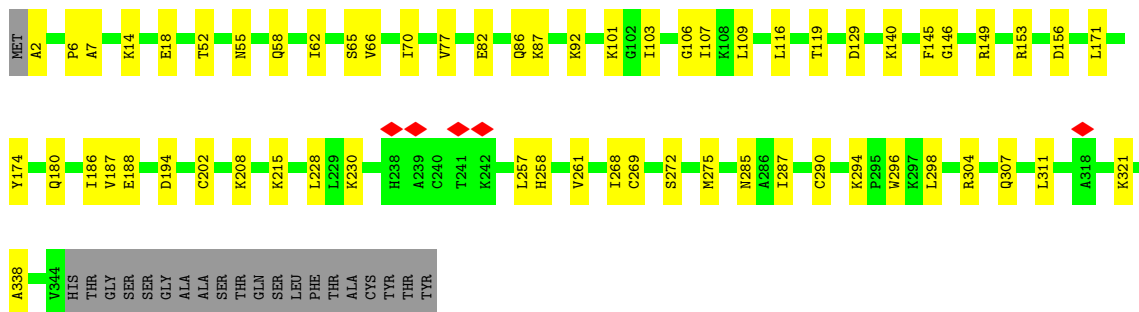 MET A2 P6 A7 K14 E18 T52 N55 Q58 I62 S65 V66 I70 V77 E82 Q86 K87 K92 K101 G102 I103 G106 I107 K108 L109 L116 T119 D129 K140 F145 G146 R149 R153 D156 L171
Y174 Q180 I186 V187 E188 D194 C202 K208 K215 L228 L229 K230 H238 A239 C240 T241 K242 L257 H258 V261 I268 C269 S272 M275 N285 A286 I287 C290 K294 P295 W296 K297 L298 R304 Q307 L311 A318 K321
A338 V344 HIS THR GLY SER SER GLY ALA ALA SER THR GLN SER LEU PHE THR ALA CYS TYR THR TYR